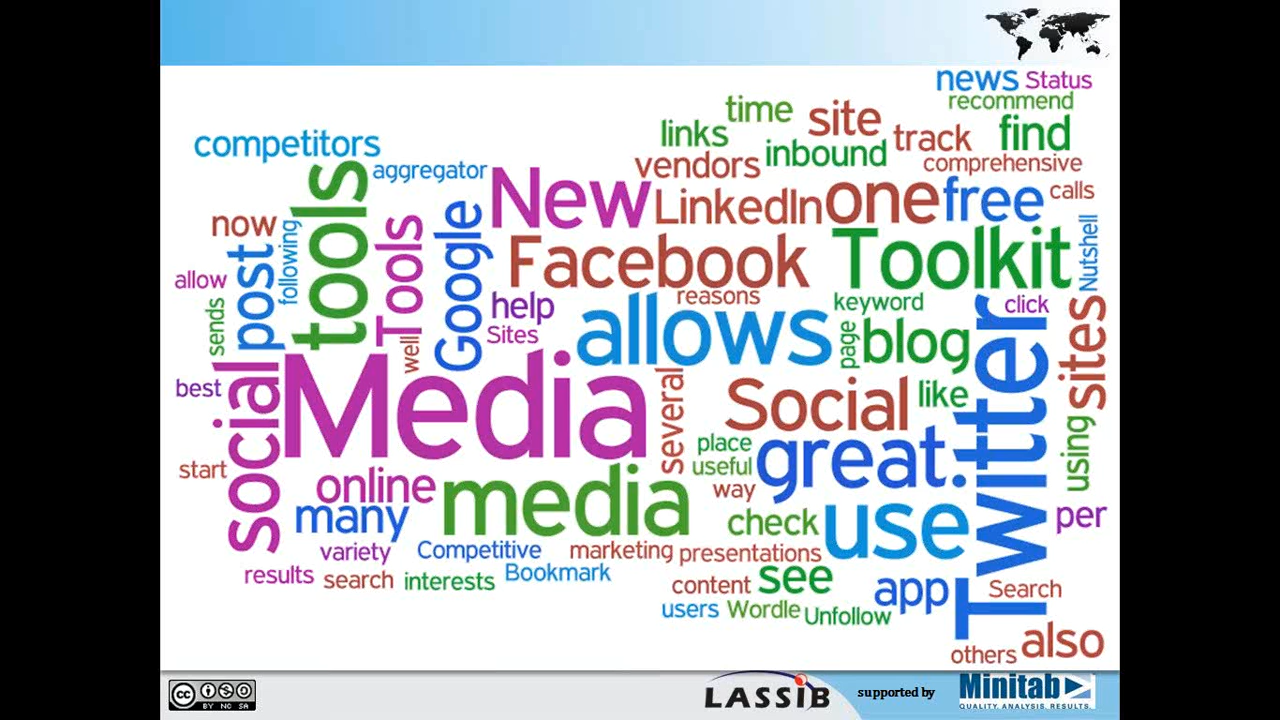 news Status
recommend
time site
links track find
competitors
vendors inbound comprehensive
aggregator
tools
New LinkedIn one free calls
now
post
following
Tools
Google
Facebook Toolkit
Nutshell
allow
sends
help
reasons
keyword click
Sites allows
page blog
well
sites
Twitter
best
social
Media
several
Social like
using
place
great
start
useful
online
way
media
many
check use per
variety Competitive marketing presentations
results search interests Bookmark
content see app Search
users Wordle Unfollow
others also
CC BY NC SA
LASSIB supported by Minitab
QUALITY. ANALYSIS. RESULTS.